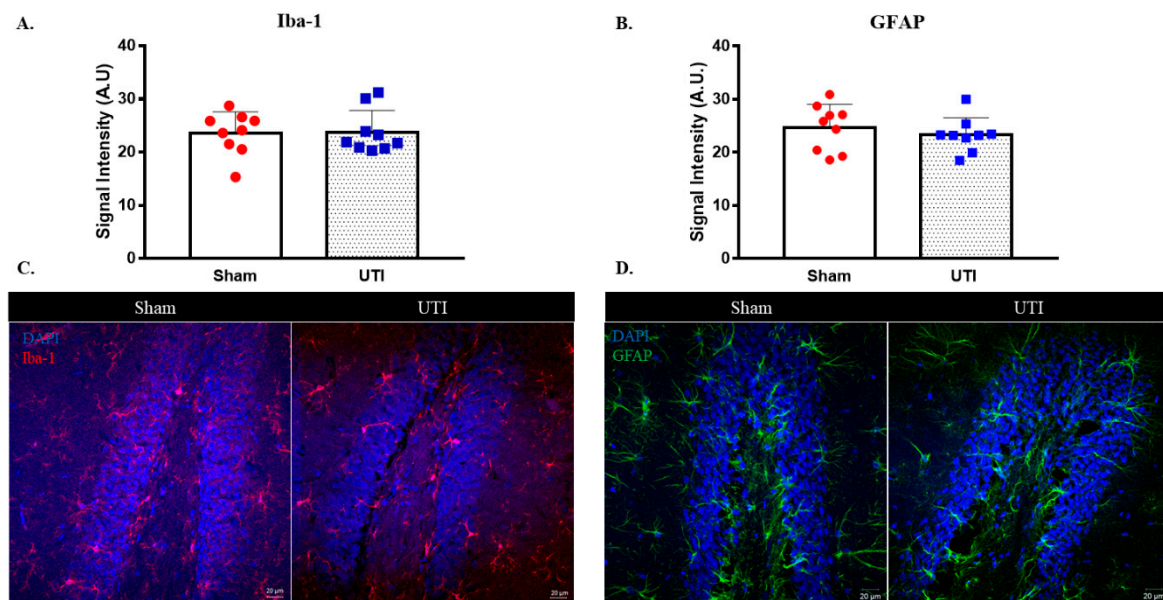 A.
Iba-1
Signal Intensity (A.U)
40
30
20
10
0
Sham
UTI
B.
GFAP
Signal Intensity (A.U.)
40
30
20
10
0
Sham
UTI
C.
Sham
UTI
DAPI
Iba-1
20 μm
20 μm
D.
Sham
UTI
DAPI
GFAP
20 μm
20 μm